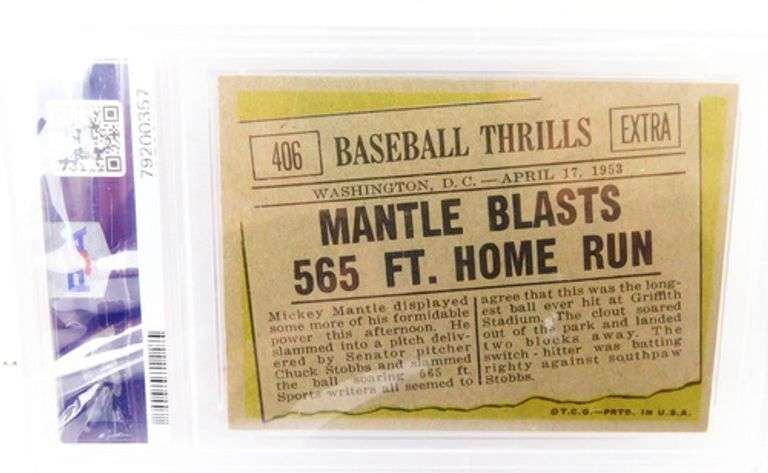 79200357
PSA
406 BASEBALL THRILLS EXTRA
WASHINGTON, D. C. — APRIL 17, 1953
MANTLE BLASTS
565 FT. HOME RUN
Mickey Mantle displayed
some more of his formidable
power this afternoon. He
slammed into a pitch deliv-
ered by Senator pitcher
Chuck Stobbs and slammed
the ball soaring 565 ft.
Sports writers all seemed to
agree that this was the long-
est ball ever hit at Griffith
Stadium. The clout soared
out of the park and landed
two blocks away. The
switch-hitter was batting
righty against southpaw
Stobbs.
©T.C.G.—PRTD. IN U.S.A.